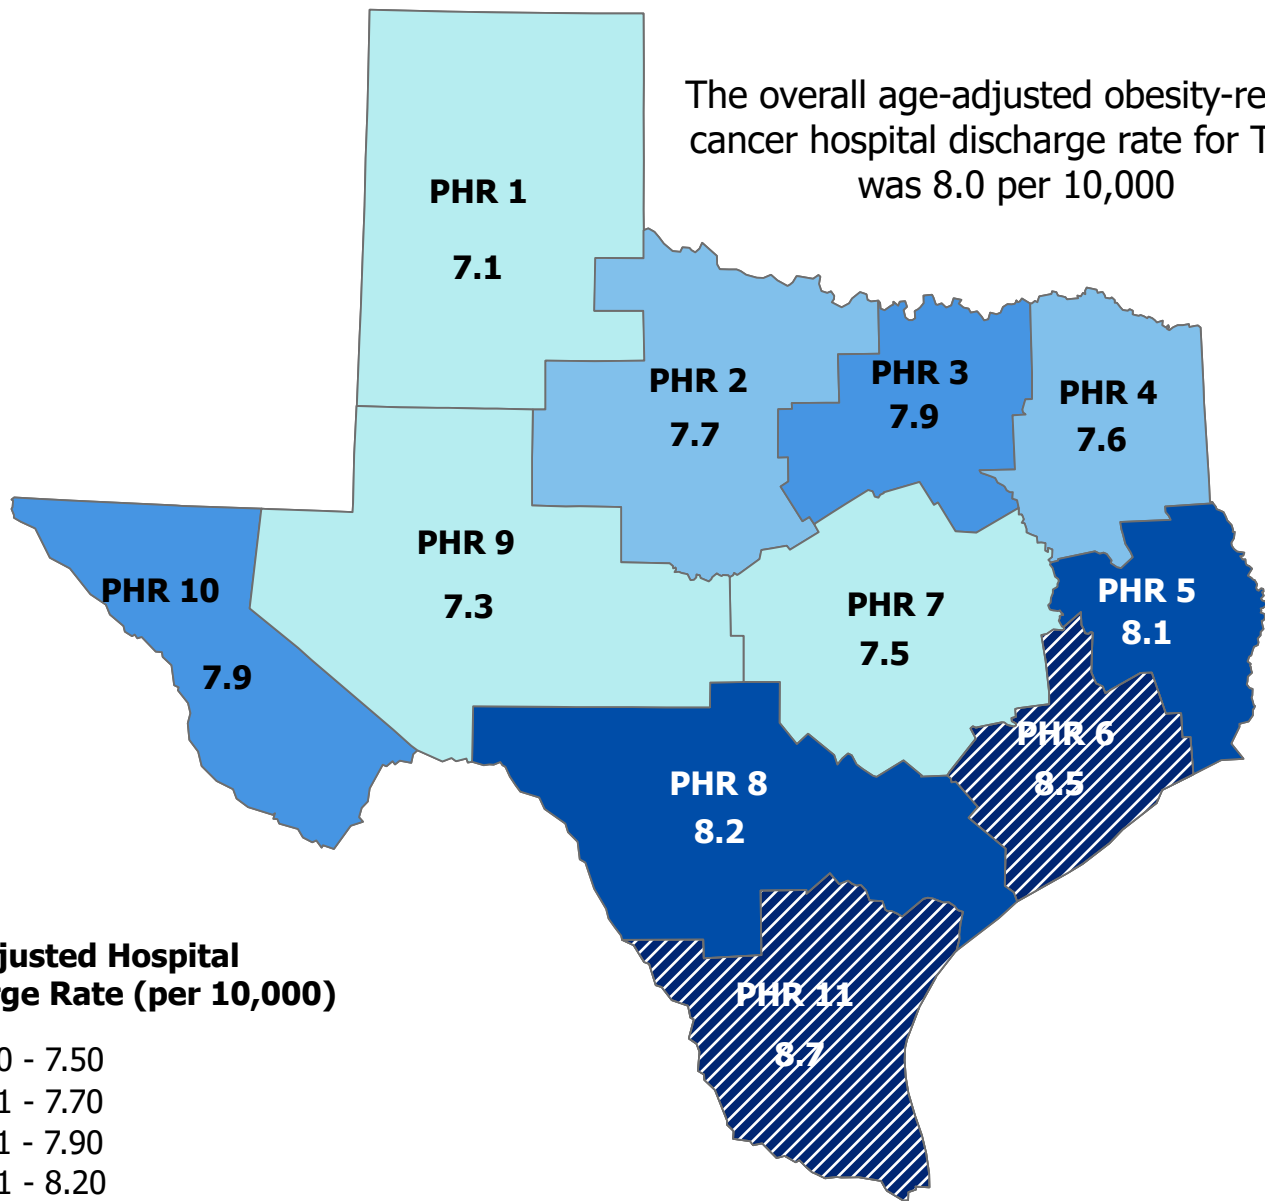 The overall age-adjusted obesity-re
cancer hospital discharge rate for T
was 8.0 per 10,000
PHR 1
7.1
PHR 2
7.7
PHR 3
7.9
PHR 4
7.6
PHR 9
7.3
PHR 10
7.9
PHR 7
7.5
PHR 5
8.1
PHR 6
8.5
PHR 8
8.2
PHR 11
8.7
justed Hospital
rge Rate (per 10,000)
0 - 7.50
1 - 7.70
1 - 7.90
1 - 8.20